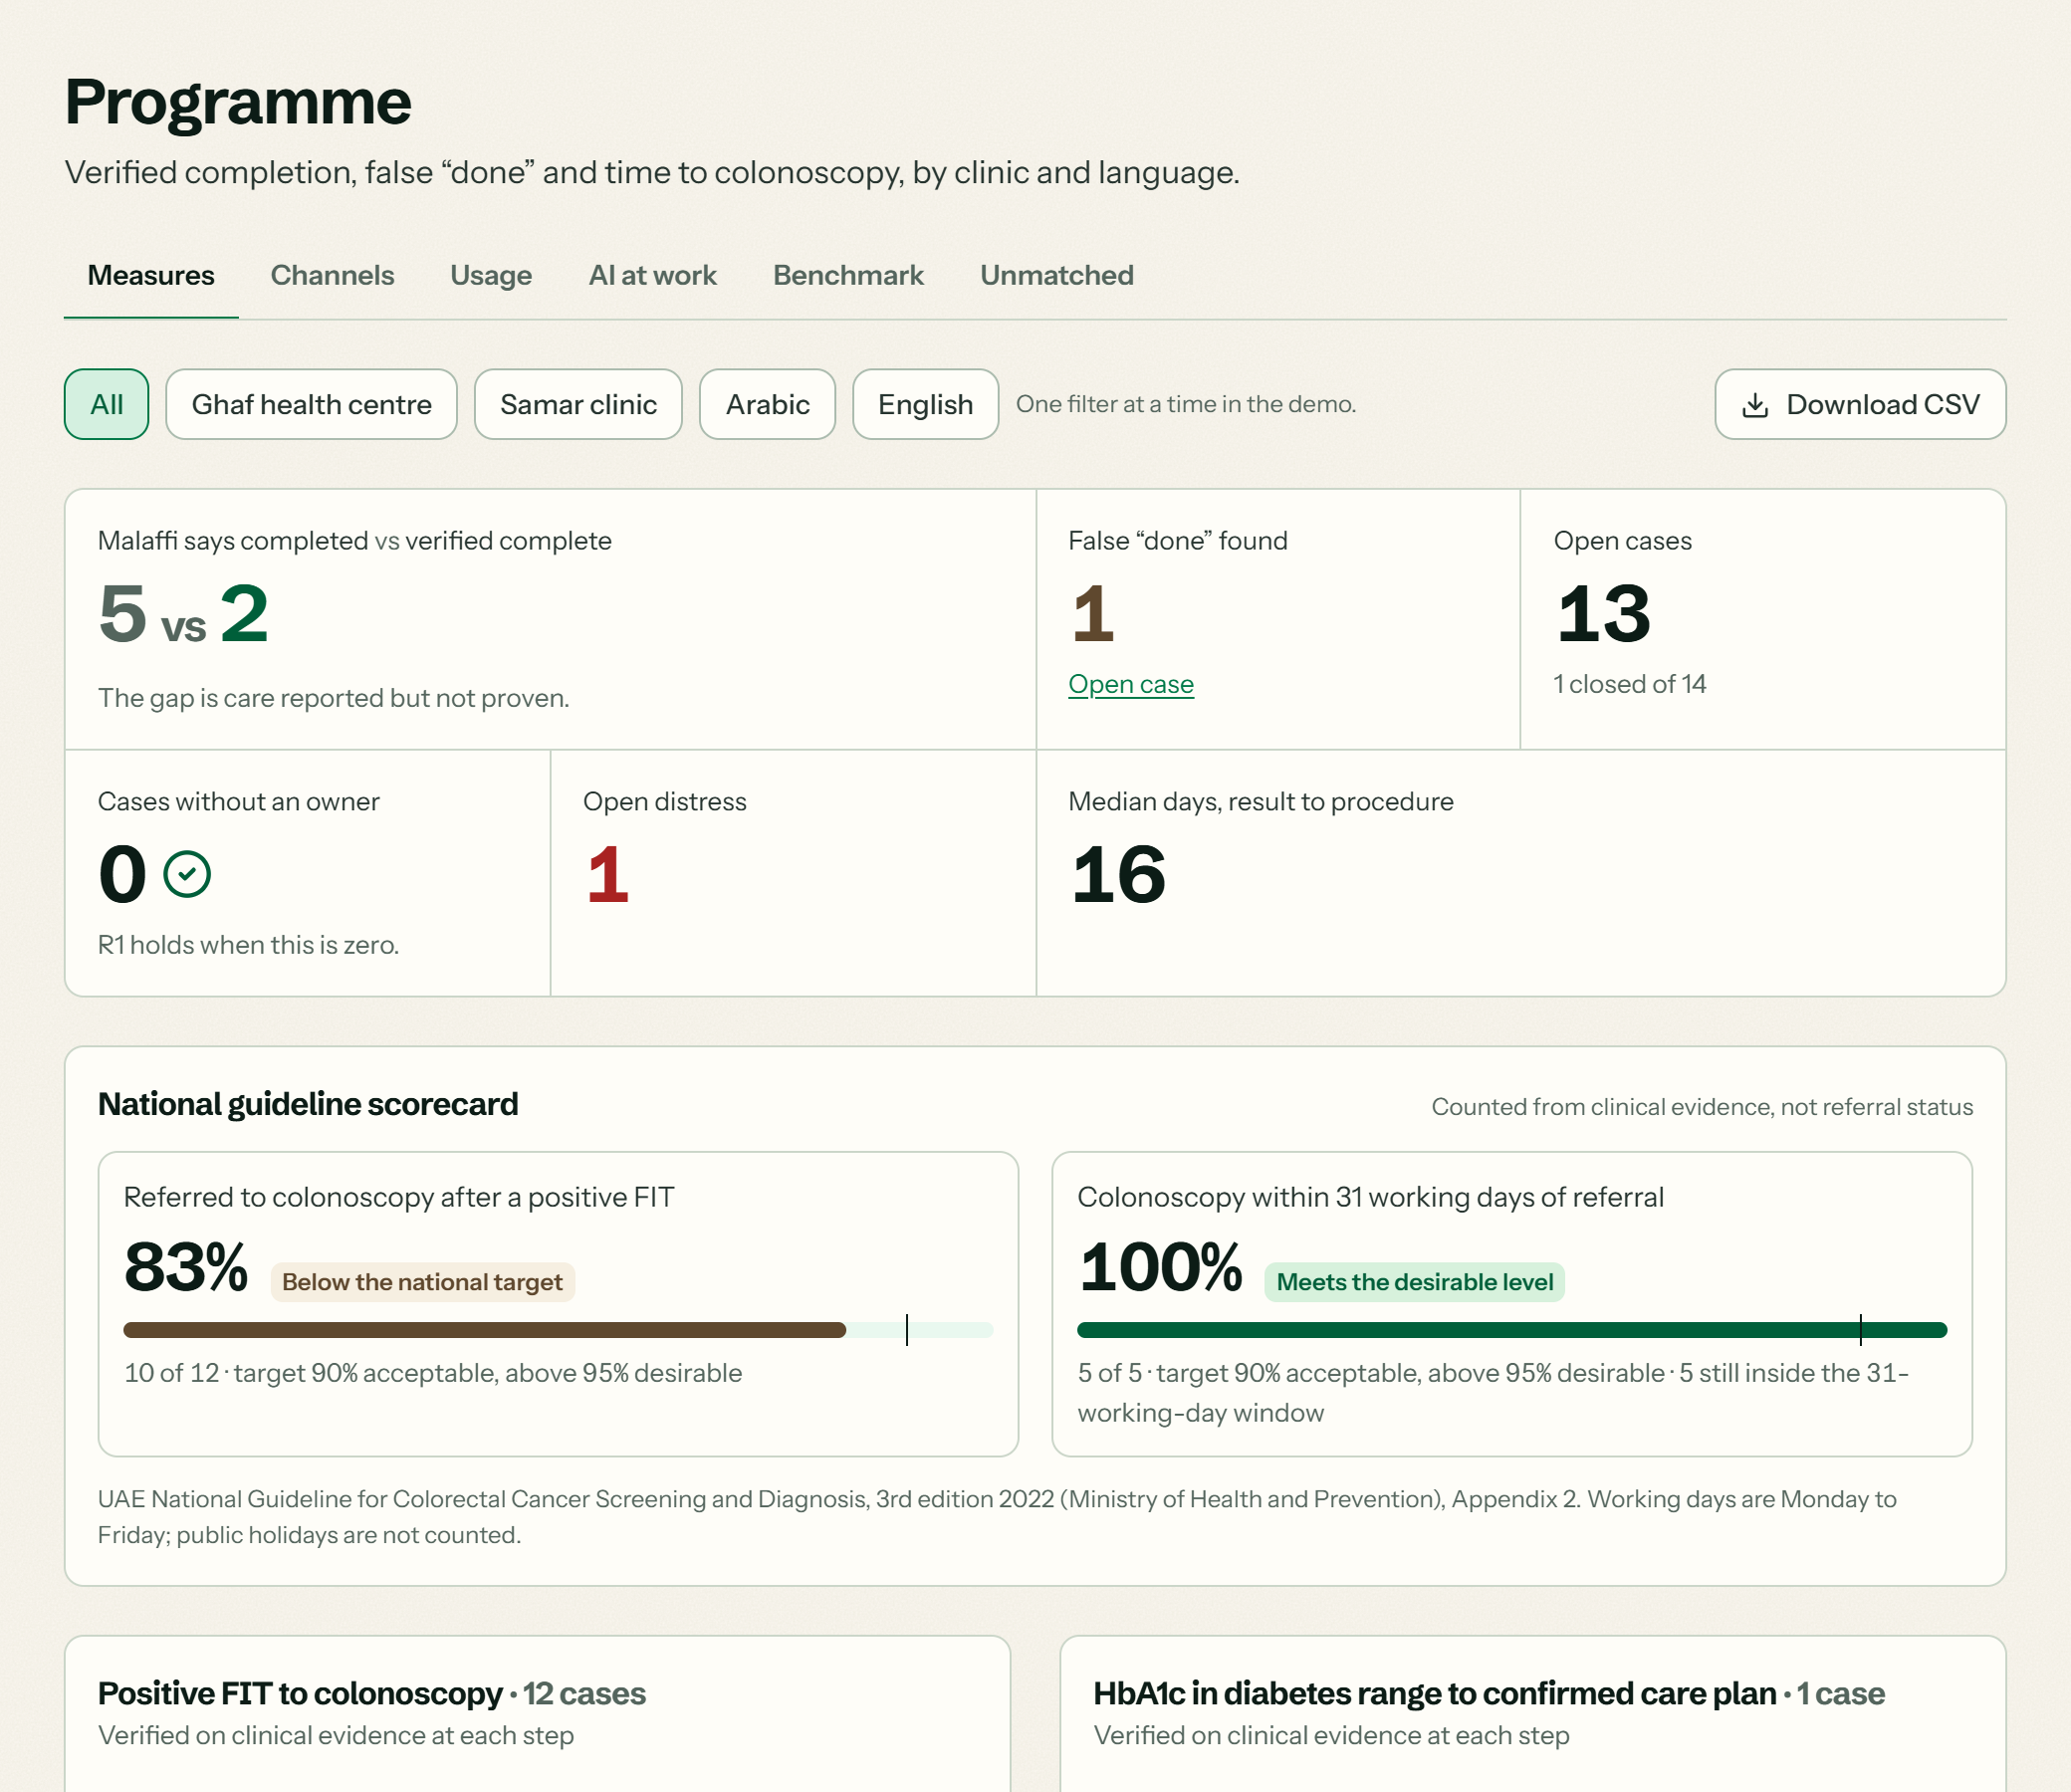 Programme
Verified completion, false “done” and time to colonoscopy, by clinic and language.
Measures
Channels
Usage
AI at work
Benchmark
Unmatched
All
Ghaf health centre
Samar clinic
Arabic
English
One filter at a time in the demo.
Download CSV
Malaffi says completed vs verified complete
5 vs 2
The gap is care reported but not proven.
False “done” found
1
Open case
Open cases
13
1 closed of 14
Cases without an owner
0
R1 holds when this is zero.
Open distress
1
Median days, result to procedure
16
National guideline scorecard
Counted from clinical evidence, not referral status
Referred to colonoscopy after a positive FIT
83% Below the national target
10 of 12 · target 90% acceptable, above 95% desirable
Colonoscopy within 31 working days of referral
100% Meets the desirable level
5 of 5 · target 90% acceptable, above 95% desirable · 5 still inside the 31-
working-day window
UAE National Guideline for Colorectal Cancer Screening and Diagnosis, 3rd edition 2022 (Ministry of Health and Prevention), Appendix 2. Working days are Monday to
Friday; public holidays are not counted.
Positive FIT to colonoscopy · 12 cases
Verified on clinical evidence at each step
HbA1c in diabetes range to confirmed care plan · 1 case
Verified on clinical evidence at each step